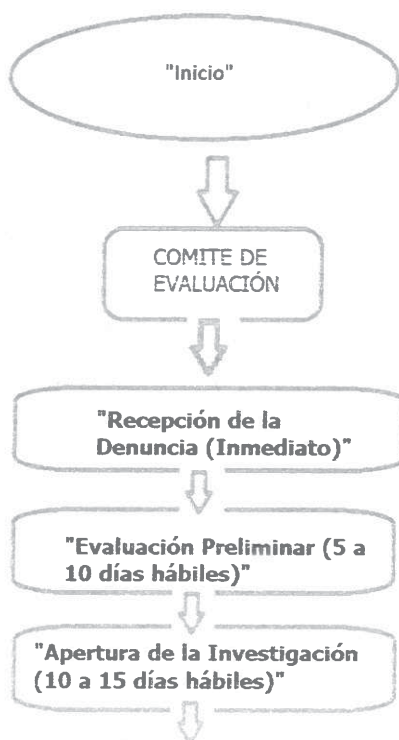 "Inicio"
COMITE DE
EVALUACIÓN
"Recepción de la
Denuncia (Inmediato)"
"Evaluación Preliminar (5 a
10 días hábiles)"
"Apertura de la Investigación
(10 a 15 días hábiles)"